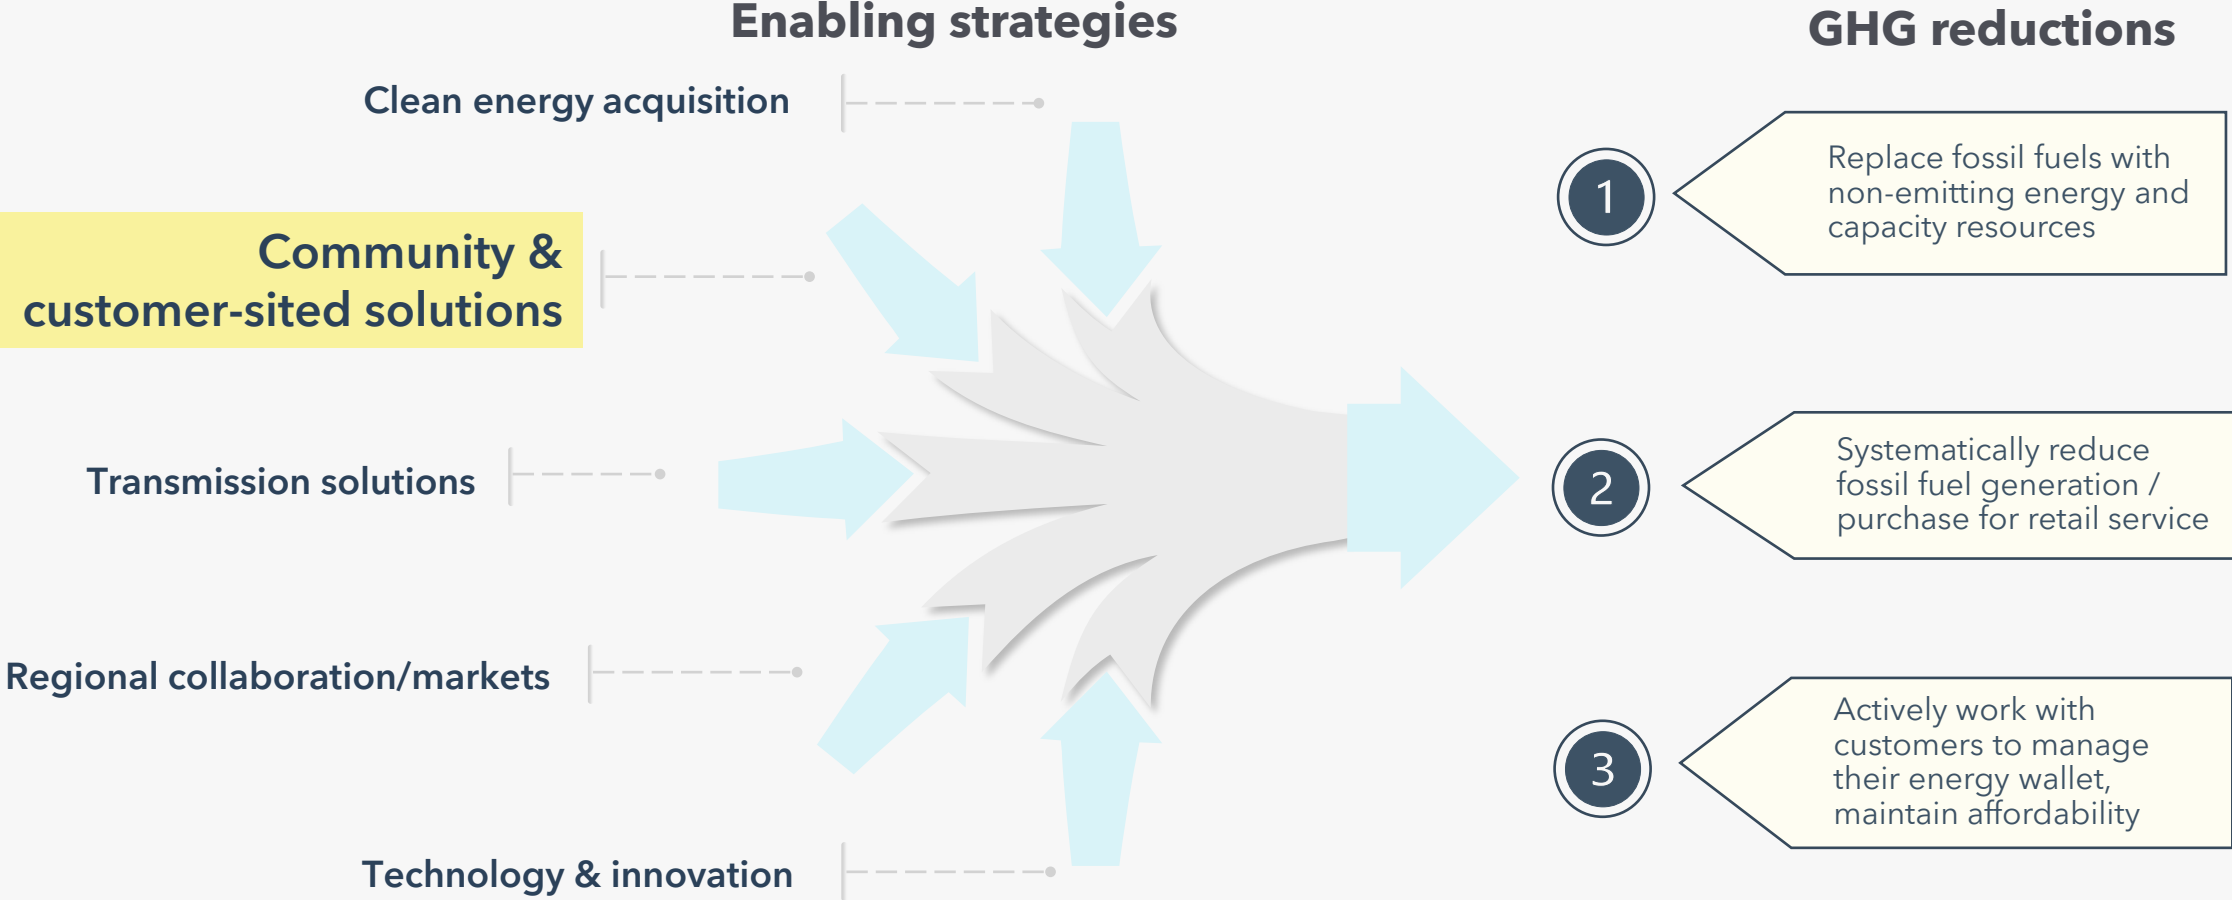 Enabling strategies
Clean energy acquisition
Community &
customer-sited solutions
Transmission solutions
Regional collaboration/markets
Technology & innovation
GHG reductions
1
Replace fossil fuels with
non-emitting energy and
capacity resources
2
Systematically reduce
fossil fuel generation /
purchase for retail service
3
Actively work with
customers to manage
their energy wallet,
maintain affordability